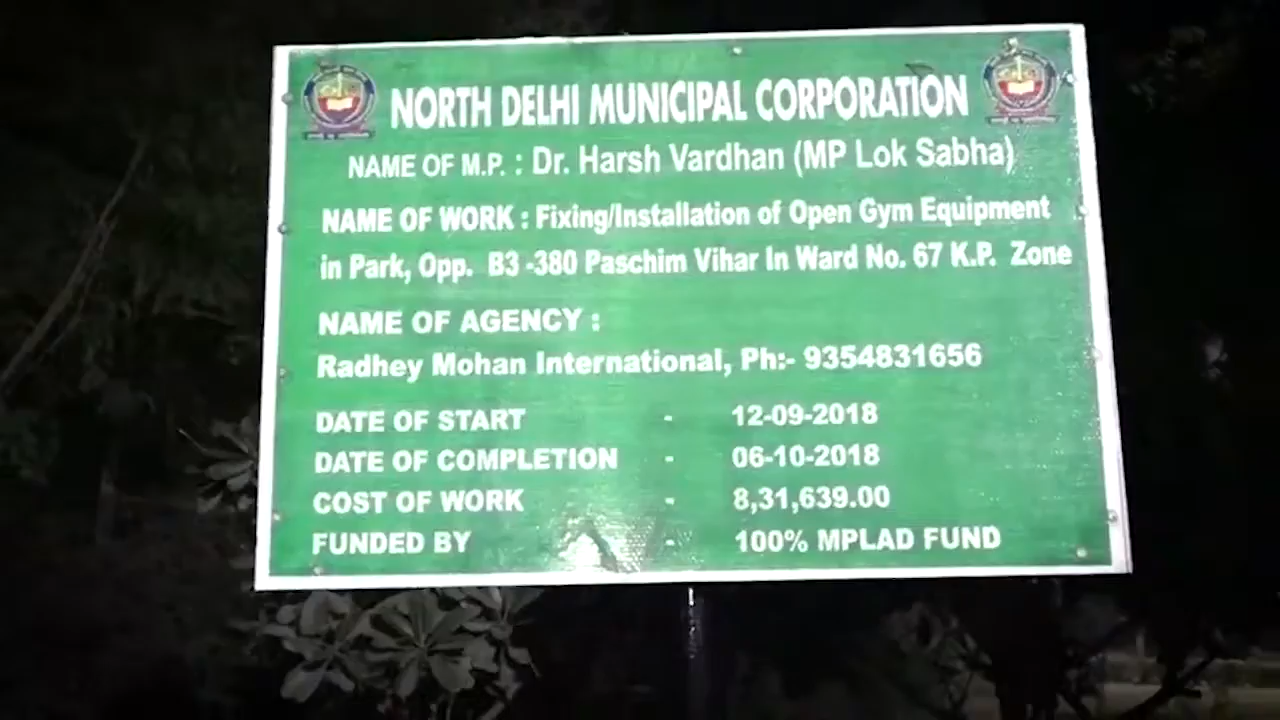 NORTH DELHI MUNICIPAL CORPORATION
NAME OF M.P. : Dr. Harsh Vardhan (MP Lok Sabha)
NAME OF WORK : Fixing/Installation of Open Gym Equipment
in Park, Opp. B3 -380 Paschim Vihar In Ward No. 67 K.P. Zone
NAME OF AGENCY :
Radhey Mohan International, Ph:- 9354831656
DATE OF START - 12-09-2018
DATE OF COMPLETION - 06-10-2018
COST OF WORK - 8,31,639.00
FUNDED BY - 100% MPLAD FUND